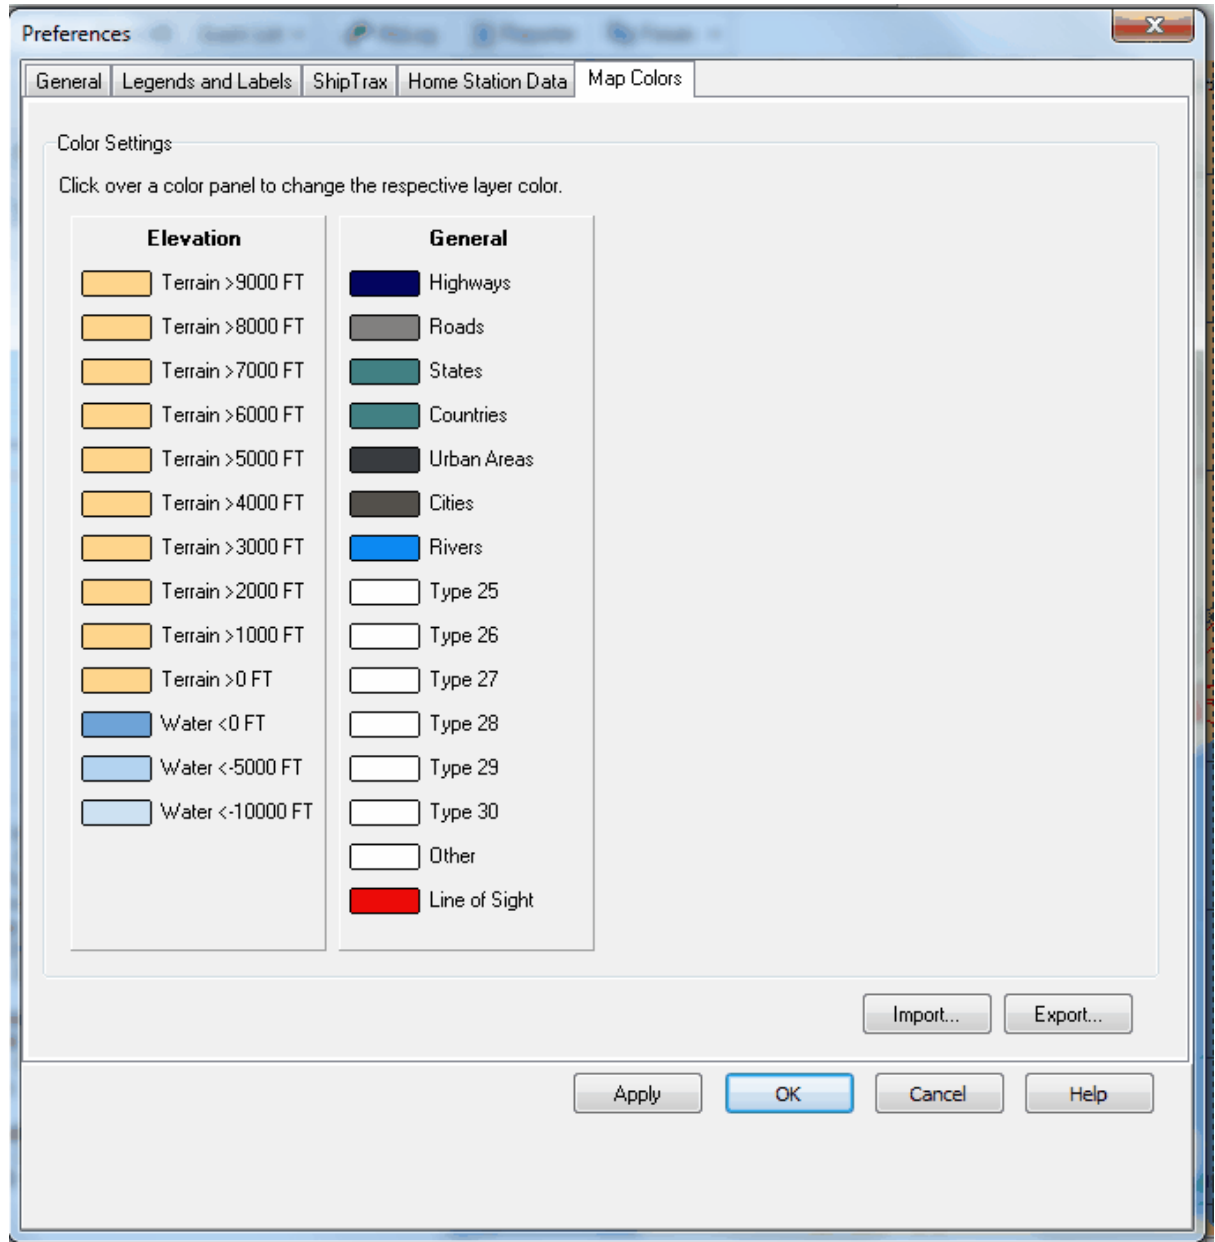 Preferences
General Legends and Labels ShipTrax Home Station Data Map Colors
Color Settings
Click over a color panel to change the respective layer color.
Elevation General
Terrain >9000 FT Highways
Terrain >8000 FT Roads
Terrain >7000 FT States
Terrain >6000 FT Countries
Terrain >5000 FT Urban Areas
Terrain >4000 FT Cities
Terrain >3000 FT Rivers
Terrain >2000 FT Type 25
Terrain >1000 FT Type 26
Terrain >0 FT Type 27
Water <0 FT Type 28
Water <-5000 FT Type 29
Water <-10000 FT Type 30
Other
Line of Sight
Import... Export...
Apply OK Cancel Help